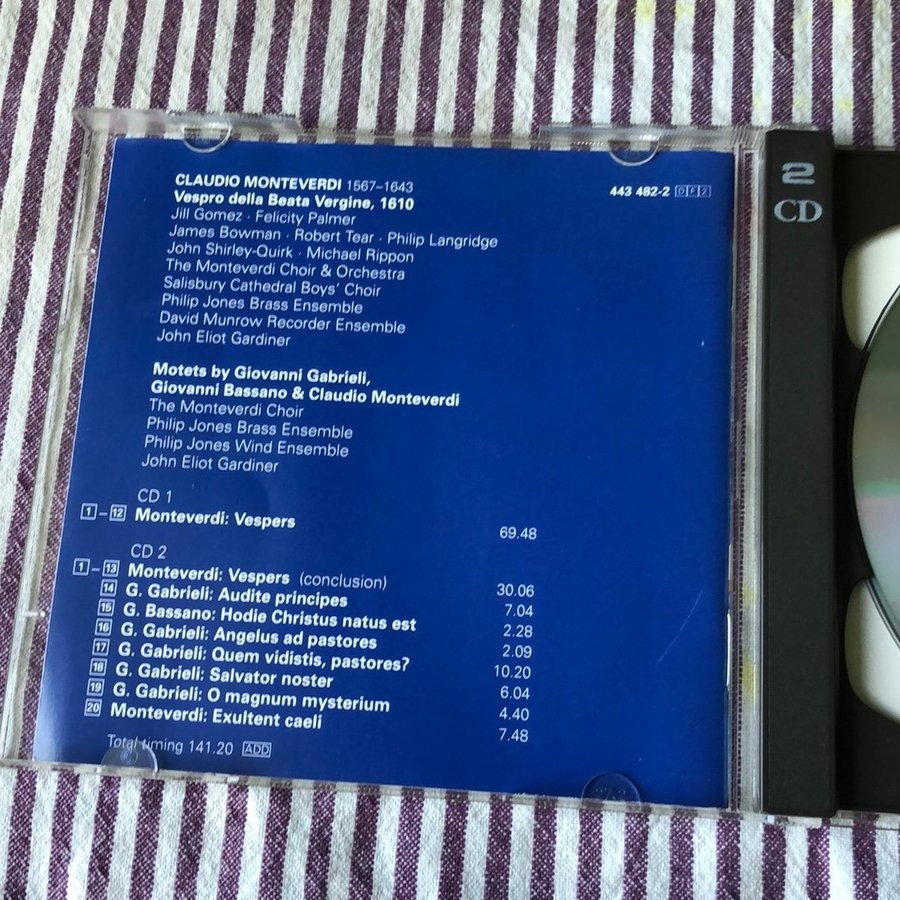 CLAUDIO MONTEVERDI 1567–1643
443 482-2 DF2
Vespro della Beata Vergine, 1610
Jill Gomez · Felicity Palmer
James Bowman · Robert Tear · Philip Langridge
John Shirley-Quirk · Michael Rippon
The Monteverdi Choir & Orchestra
Salisbury Cathedral Boys' Choir
Philip Jones Brass Ensemble
David Munrow Recorder Ensemble
John Eliot Gardiner
Motets by Giovanni Gabrieli,
Giovanni Bassano & Claudio Monteverdi
The Monteverdi Choir
Philip Jones Brass Ensemble
Philip Jones Wind Ensemble
John Eliot Gardiner
CD 1
1–12 Monteverdi: Vespers 69.48
CD 2
1–13 Monteverdi: Vespers (conclusion) 30.06
14 G. Gabrieli: Audite principes 7.04
15 G. Bassano: Hodie Christus natus est 2.28
16 G. Gabrieli: Angelus ad pastores 2.09
17 G. Gabrieli: Quem vidistis, pastores? 10.20
18 G. Gabrieli: Salvator noster 6.04
19 G. Gabrieli: O magnum mysterium 4.40
20 Monteverdi: Exultent caeli 7.48
Total timing 141.20 ADD
2
CD